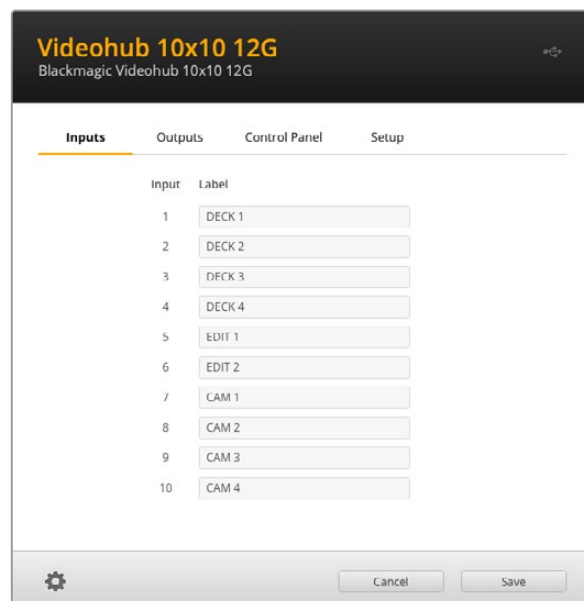 Videohub 10x10 12G
Blackmagic Videohub 10x10 12G
Inputs Outputs Control Panel Setup
Input Label
1 DECK 1
2 DECK 2
3 DECK 3
4 DECK 4
5 EDIT 1
6 EDIT 2
7 CAM 1
8 CAM 2
9 CAM 3
10 CAM 4
Cancel Save